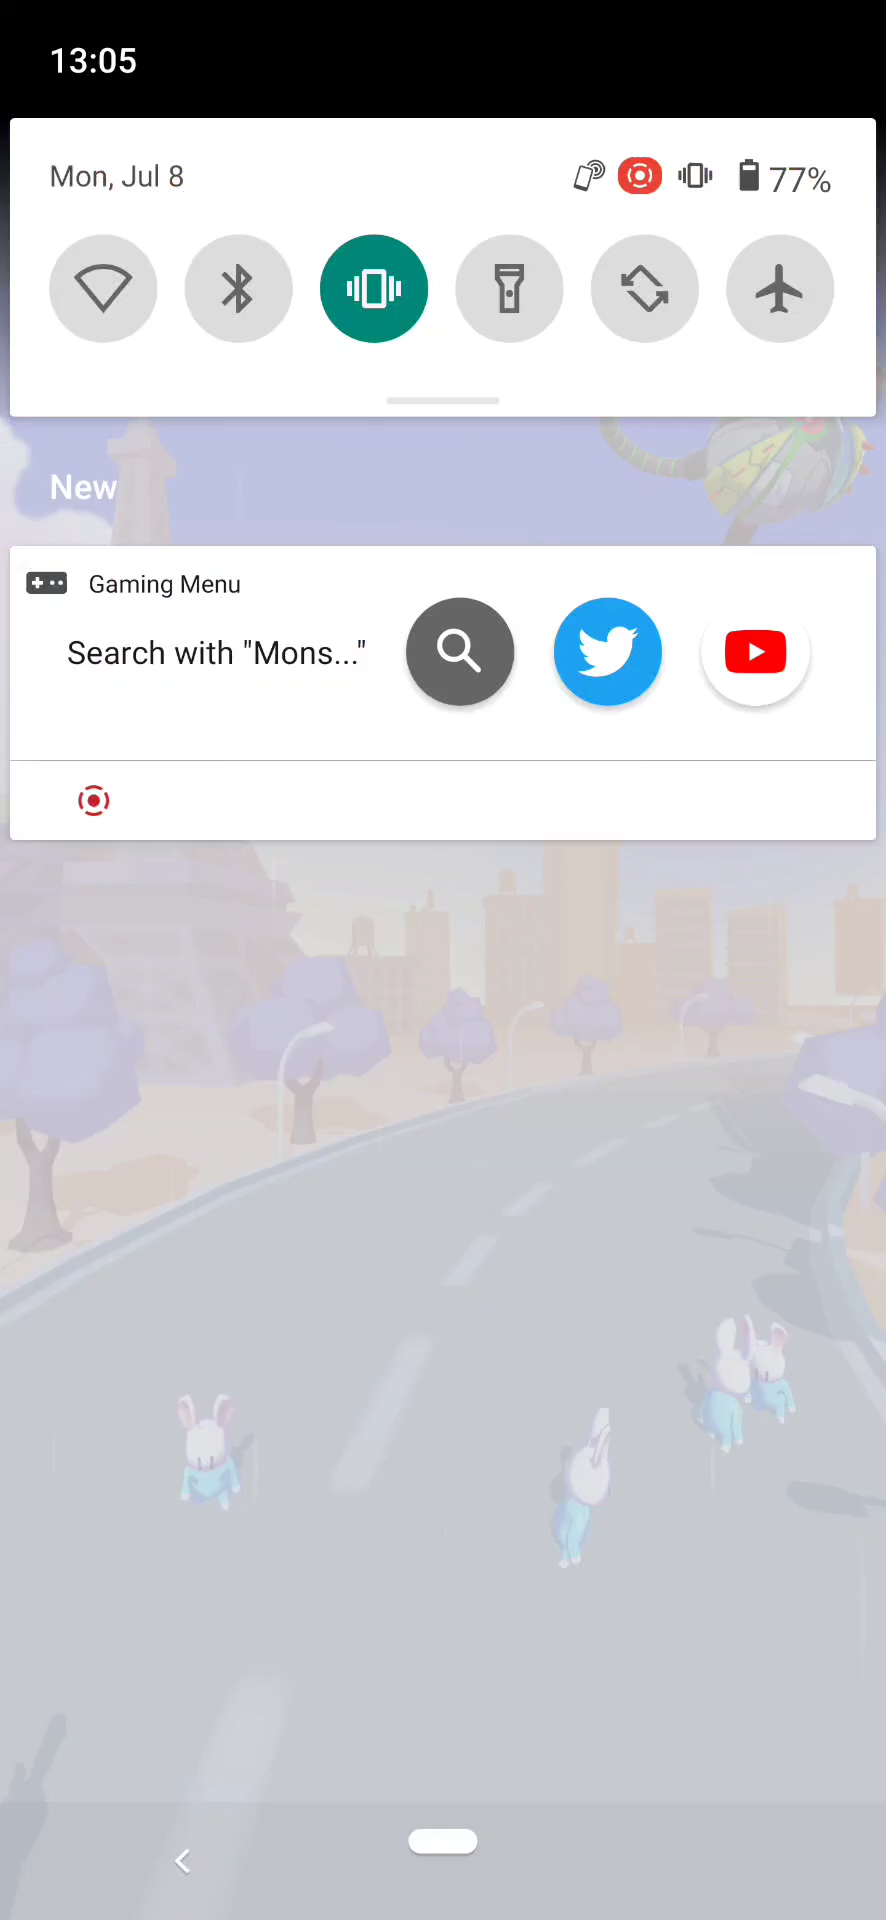 13:05
Mon, Jul 8
77%
New
Gaming Menu
Search with "Mons..."